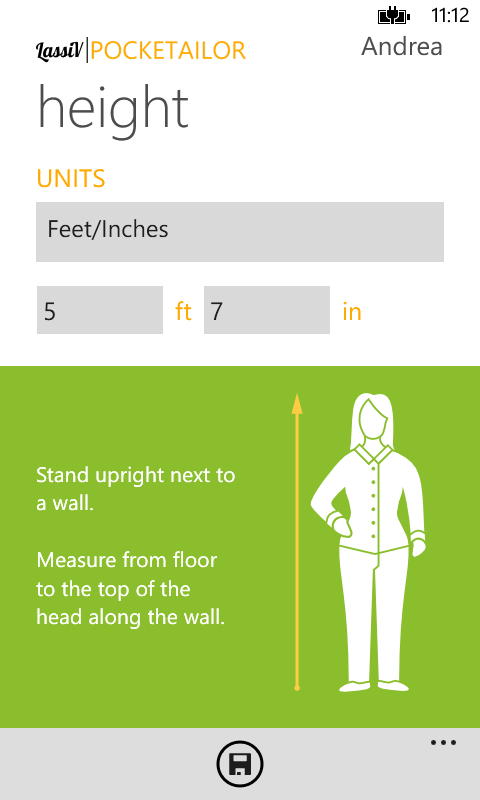 11:12
LassiV|POCKETAILOR
Andrea
height
UNITS
Feet/Inches
5 ft 7 in
Stand upright next to
a wall.
Measure from floor
to the top of the
head along the wall.